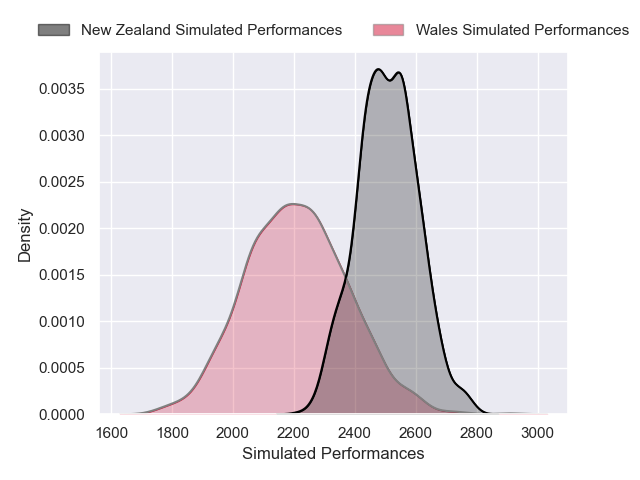 New Zealand Simulated Performances
Wales Simulated Performances
0.0035
0.0030
0.0025
0.0020
0.0015
0.0010
0.0005
0.0000
Density
1600 1800 2000 2200 2400 2600 2800 3000
Simulated Performances